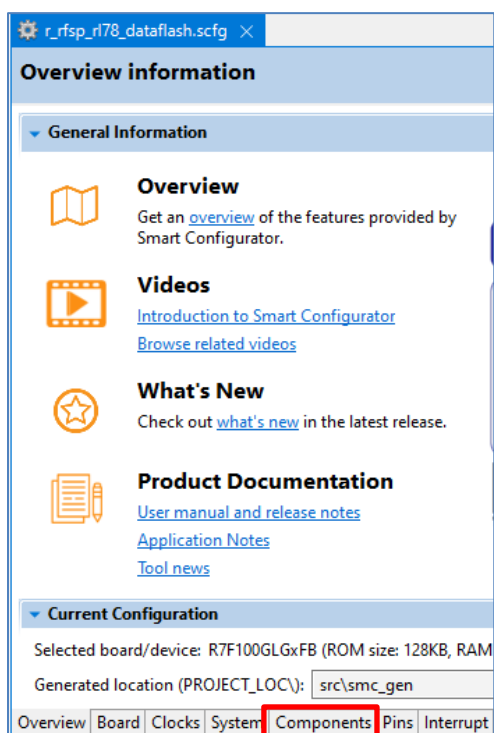 r_rfsp_rl78_dataflash.scfg
Overview information
General Information
Overview
Get an overview of the features provided by
Smart Configurator.
Videos
Introduction to Smart Configurator
Browse related videos
What's New
Check out what's new in the latest release.
Product Documentation
User manual and release notes
Application Notes
Tool news
Current Configuration
Selected board/device: R7F100GLGxFB (ROM size: 128KB, RAM
Generated location (PROJECT_LOC\): src\smc_gen
Overview Board Clocks System Components Pins Interrupt